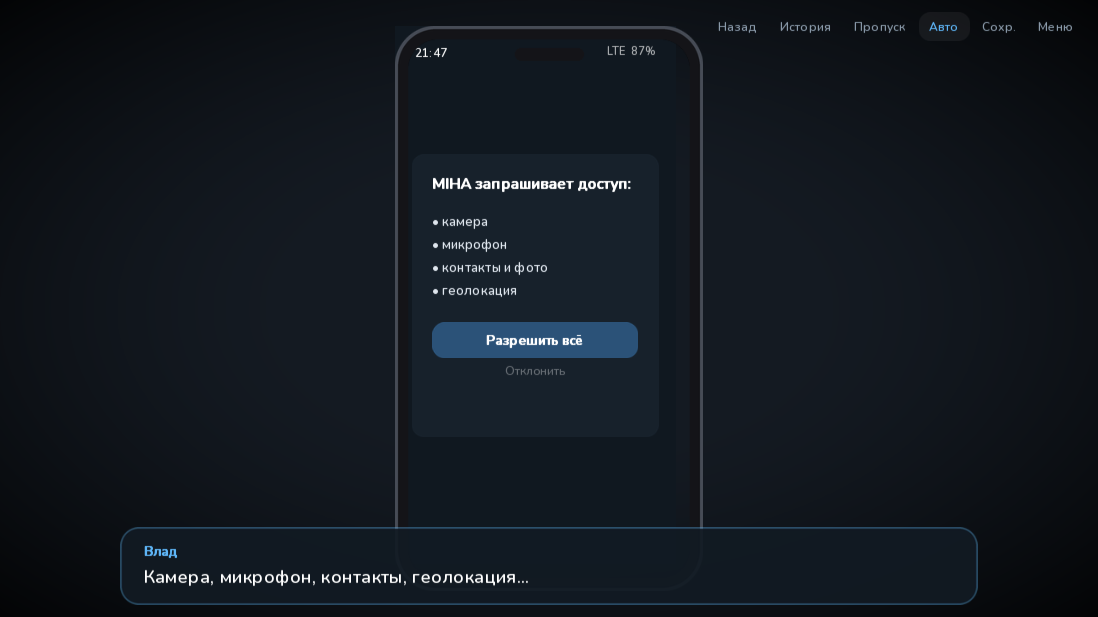 Назад История Пропуск Авто Сохр. Меню
21:47 LTE 87%
МІНА запрашивает доступ:
• камера
• микрофон
• контакты и фото
• геолокация
Разрешить всё
Отклонить
Влад
Камера, микрофон, контакты, геолокация...